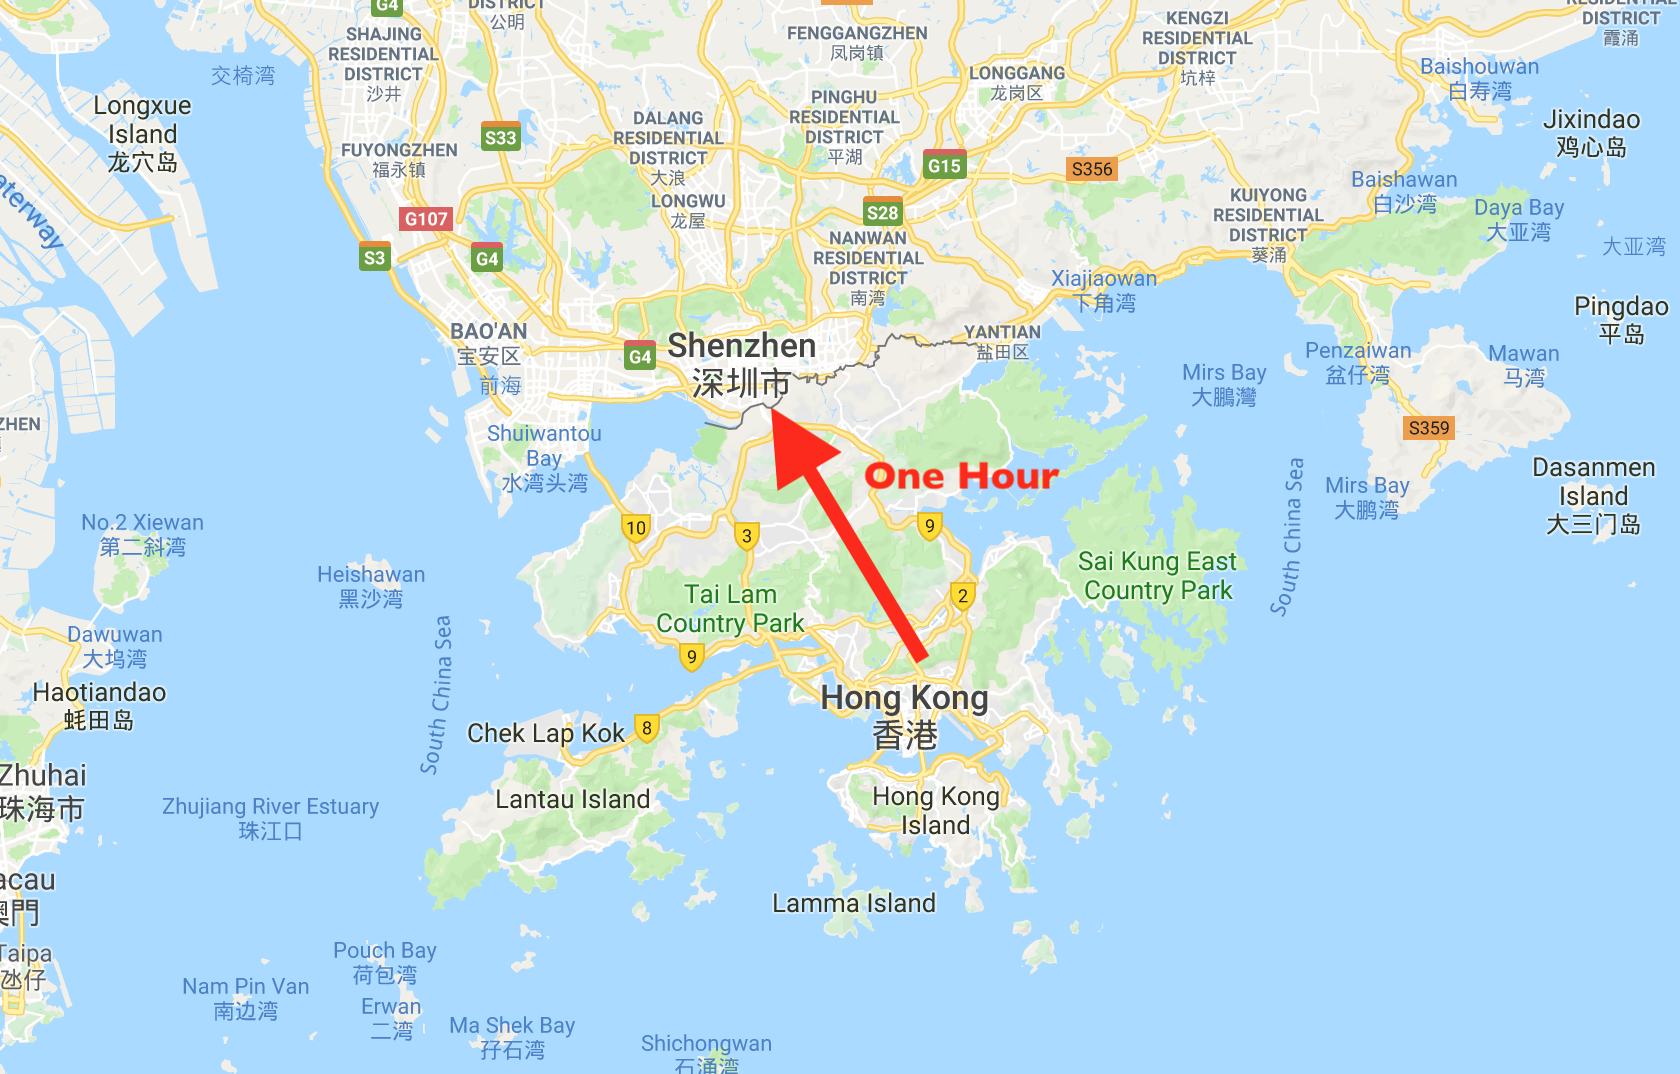 G4
DISTRICT
公明
SHAJING
RESIDENTIAL
DISTRICT
沙井
交椅湾
Longxue
Island
龙穴岛
aterway
S33
FUYONGZHEN
福永镇
G107
S3
G4
DALANG
RESIDENTIAL
DISTRICT
大浪
LONGWU
龙屋
FENGGANGZHEN
凤岗镇
PINGHU
RESIDENTIAL
DISTRICT
平湖
LONGGANG
龙岗区
G15
S28
NANWAN
RESIDENTIAL
DISTRICT
南湾
KENGZI
RESIDENTIAL
DISTRICT
坑梓
S356
RESIDENTIAL
DISTRICT
霞涌
Baishouwan
白寿湾
Jixindao
鸡心岛
Baishawan
白沙湾
KUIYONG
RESIDENTIAL
DISTRICT
葵涌
Daya Bay
大亚湾
大亚湾
Xiajiaowan
下角湾
Pingdao
平岛
BAO'AN
宝安区
前海
G4
Shenzhen
深圳市
YANTIAN
盐田区
Mirs Bay
大鵬灣
Penzaiwan
盆仔湾
Mawan
马湾
S359
ZHEN
Shuiwantou
Bay
水湾头湾
One Hour
Mirs Bay
大鹏湾
Dasanmen
Island
大三门岛
South China Sea
No.2 Xiewan
第二斜湾
10
3
9
Heishawan
黑沙湾
Tai Lam
Country Park
2
Sai Kung East
Country Park
Dawuwan
大坞湾
9
South China Sea
Haotiandao
蚝田岛
Hong Kong
香港
Chek Lap Kok
8
Zhuhai
珠海市
Zhujiang River Estuary
珠江口
Lantau Island
Hong Kong
Island
acau
澳門
Lamma Island
Taipa
氹仔
Pouch Bay
荷包湾
Nam Pin Van
南边湾
Erwan
二湾
Ma Shek Bay
孖石湾
Shichongwan
石涌湾